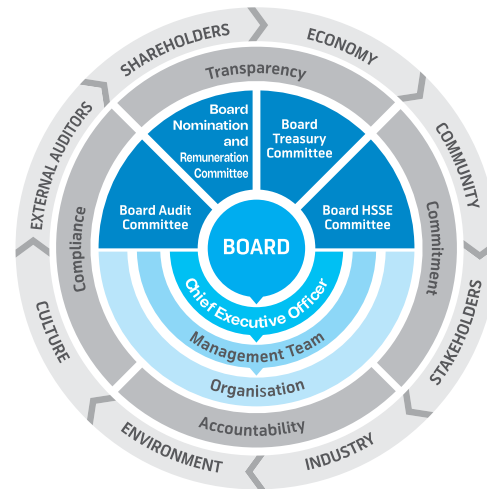 SHAREHOLDERS
ECONOMY
COMMUNITY
STAKEHOLDERS
INDUSTRY
ENVIRONMENT
CULTURE
EXTERNAL AUDITORS
Transparency
Commitment
Accountability
Compliance
Board
Nomination
and
Remuneration
Committee
Board
Treasury
Committee
Board Audit
Committee
Board HSSE
Committee
BOARD
Chief Executive Officer
Management Team
Organisation